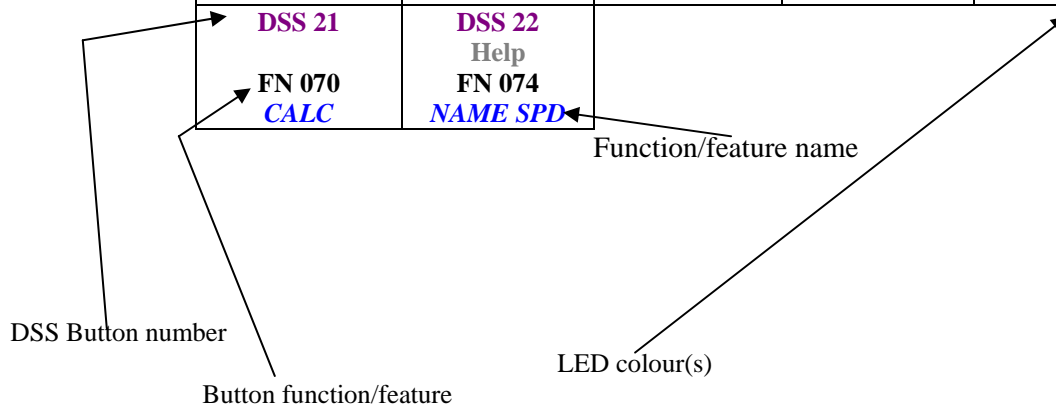 DSS 21
FN 070
CALC
DSS 22
Help
FN 074
NAME SPD
Function/feature name
DSS Button number
LED colour(s)
Button function/feature